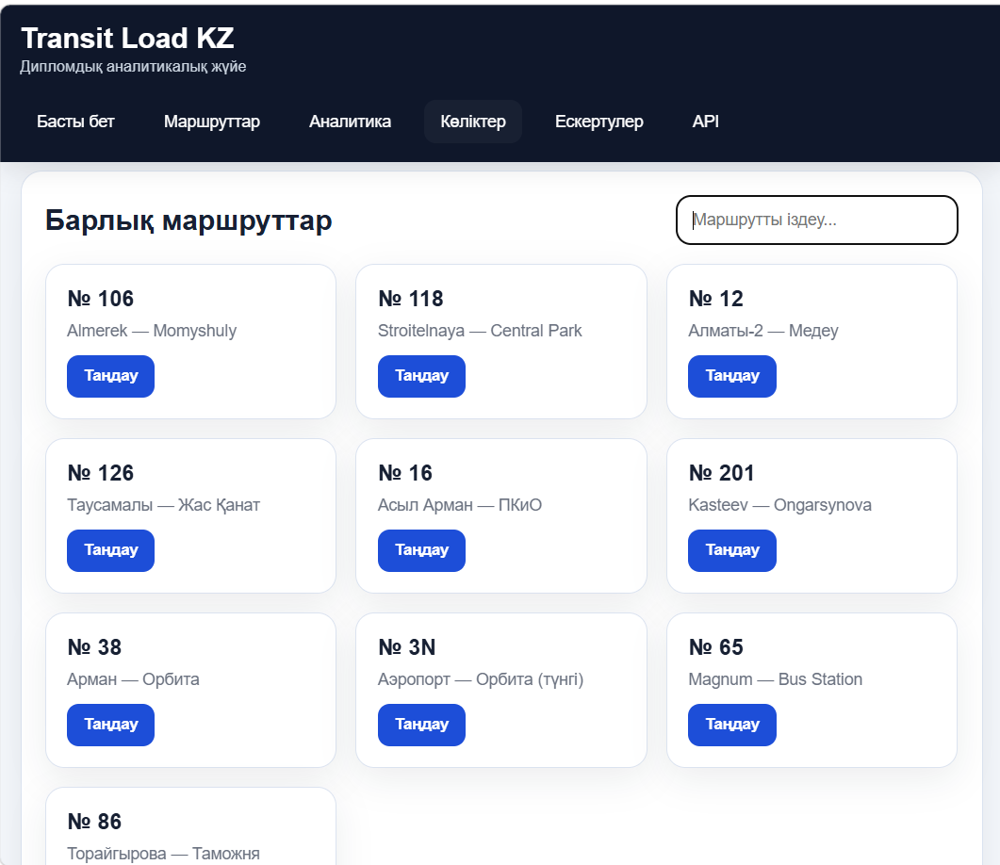 Transit Load KZ
Дипломдық аналитикалық жүйе
Басты бет Маршруттар Аналитика Көліктер Ескертулер API
Барлық маршруттар
Маршрутты іздеу...
№ 106
Almerek — Momyshuly
Таңдау
№ 118
Stroitelnaya — Central Park
Таңдау
№ 12
Алматы-2 — Медеу
Таңдау
№ 126
Таусамалы — Жас Қанат
Таңдау
№ 16
Асыл Арман — ПКиО
Таңдау
№ 201
Kasteev — Ongarsynova
Таңдау
№ 38
Арман — Орбита
Таңдау
№ 3N
Аэропорт — Орбита (түнгі)
Таңдау
№ 65
Magnum — Bus Station
Таңдау
№ 86
Торайгырова — Таможня